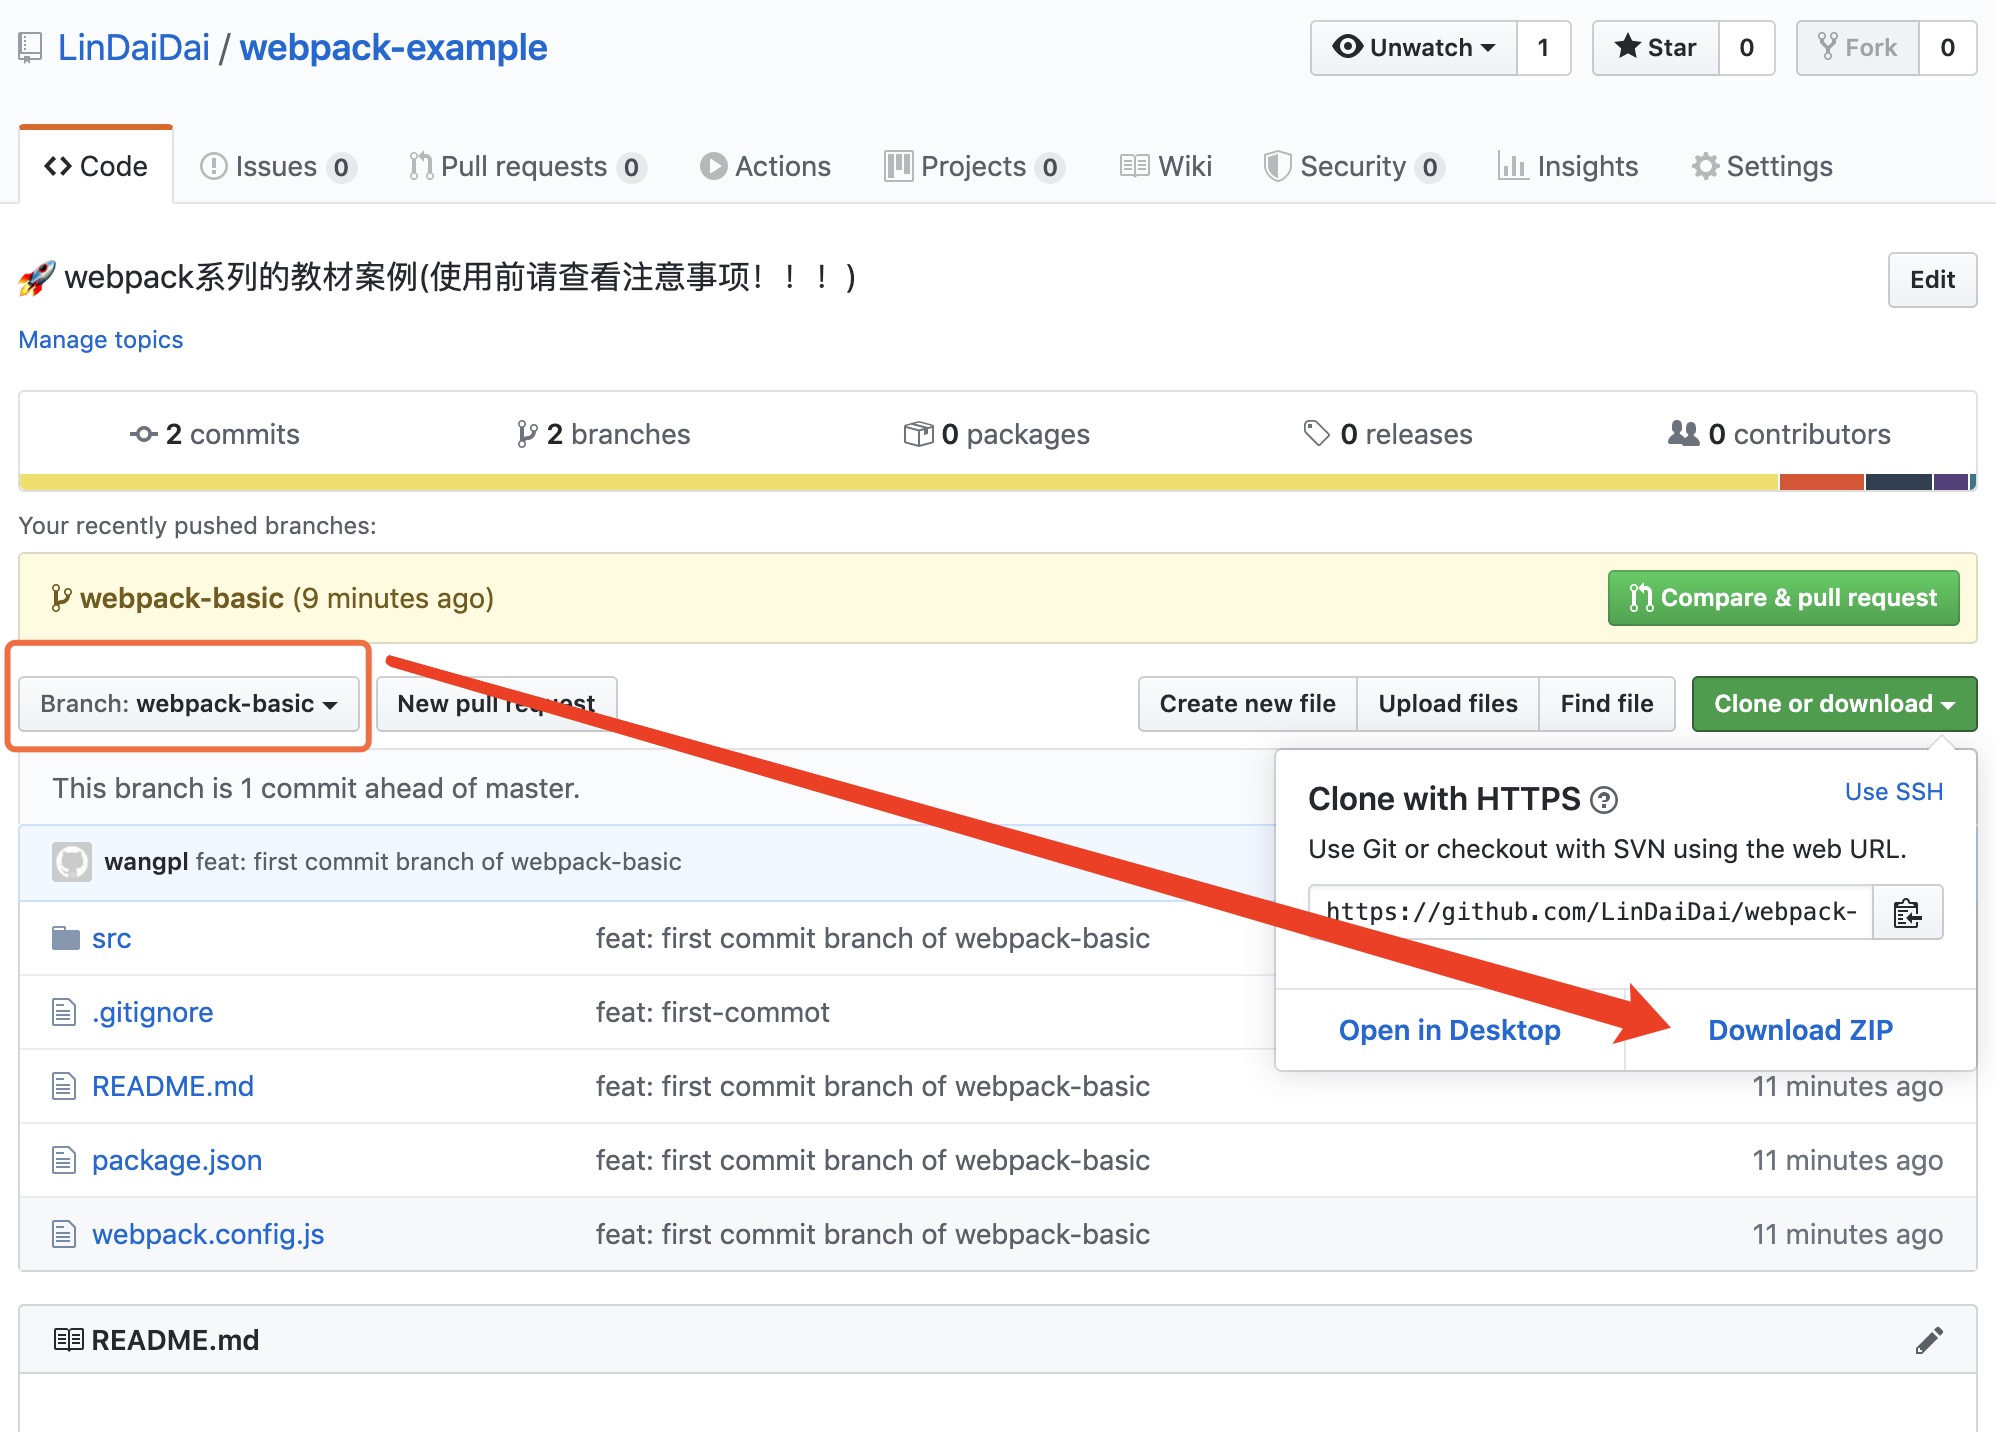 LinDaiDai / webpack-example
Unwatch 1 Star 0 Fork 0
Code Issues 0 Pull requests 0 Actions Projects 0 Wiki Security 0 Insights Settings
🚀 webpack系列的教材案例(使用前请查看注意事项！！！)
Edit
Manage topics
2 commits 2 branches 0 packages 0 releases 0 contributors
Your recently pushed branches:
webpack-basic (9 minutes ago) Compare & pull request
Branch: webpack-basic New pull request Create new file Upload files Find file Clone or download
This branch is 1 commit ahead of master.
Clone with HTTPS Use SSH
Use Git or checkout with SVN using the web URL.
https://github.com/LinDaiDai/webpack-
Open in Desktop Download ZIP
wangpl feat: first commit branch of webpack-basic
src feat: first commit branch of webpack-basic
.gitignore feat: first-commot
README.md feat: first commit branch of webpack-basic 11 minutes ago
package.json feat: first commit branch of webpack-basic 11 minutes ago
webpack.config.js feat: first commit branch of webpack-basic 11 minutes ago
README.md